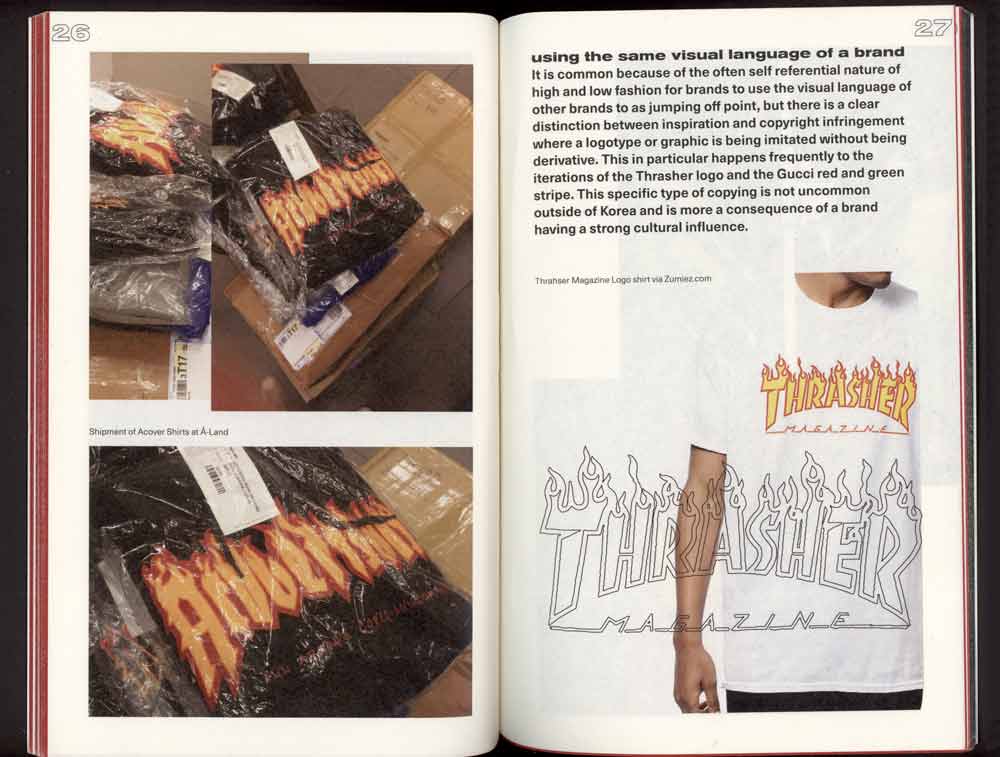 26
T17
T17
Shipment of Acover Shirts at Å-Land
27
using the same visual language of a brand
It is common because of the often self referential nature of
high and low fashion for brands to use the visual language of
other brands to as jumping off point, but there is a clear
distinction between inspiration and copyright infringement
where a logotype or graphic is being imitated without being
derivative. This in particular happens frequently to the
iterations of the Thrasher logo and the Gucci red and green
stripe. This specific type of copying is not uncommon
outside of Korea and is more a consequence of a brand
having a strong cultural influence.
Thrahser Magazine Logo shirt via Zumiez.com
THRASHER
MAGAZINE
THRASHER
MAGAZINE